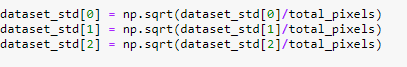 dataset_std[0] = np.sqrt(dataset_std[0]/total_pixels)
dataset_std[1] = np.sqrt(dataset_std[1]/total_pixels)
dataset_std[2] = np.sqrt(dataset_std[2]/total_pixels)